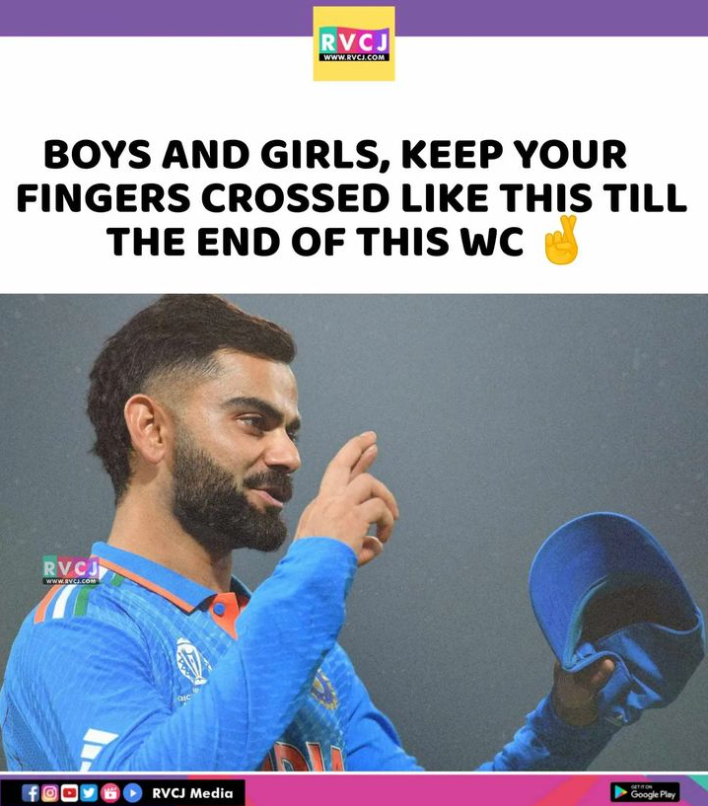 RVCJ
WWW.RVCJ.COM
BOYS AND GIRLS, KEEP YOUR
FINGERS CROSSED LIKE THIS TILL
THE END OF THIS WC 🤞
RVCJ
WWW.RVCJ.COM
RVCJ Media
GET IT ON
Google Play